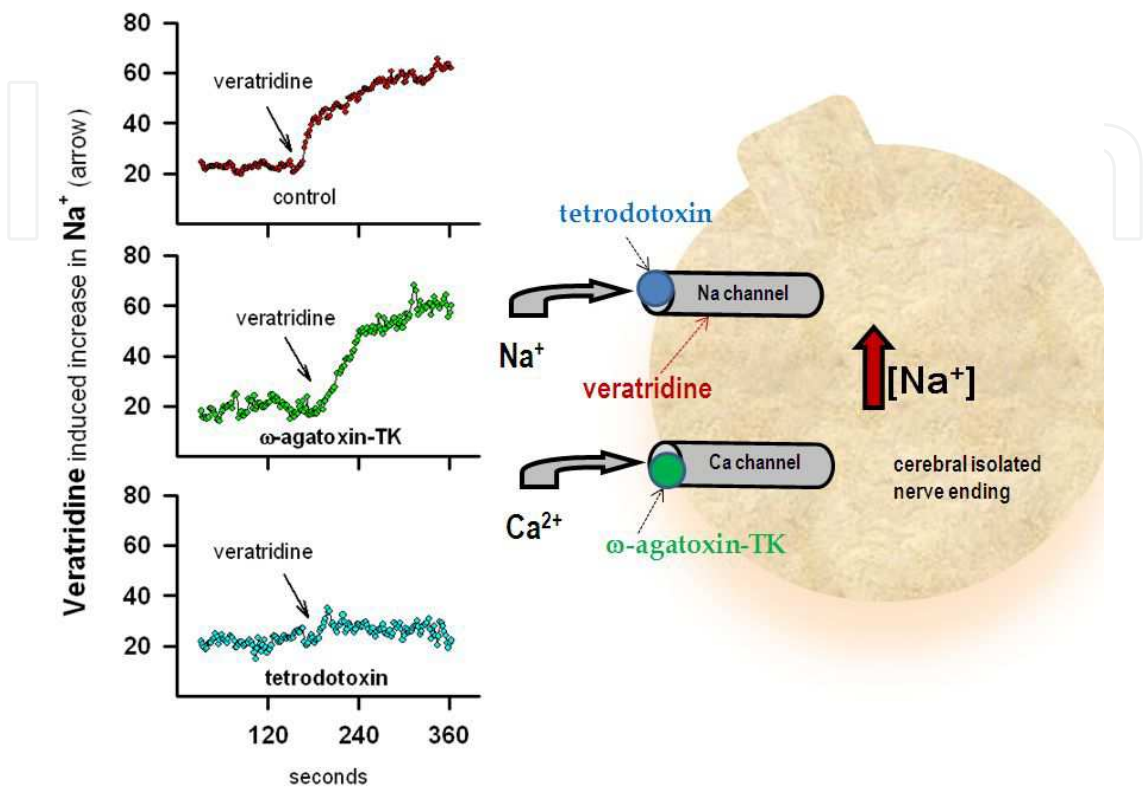 Veratridine induced increase in Na⁺ (arrow)
80
60
40
20
veratridine
control
80
60
40
20
veratridine
ω-agatoxin-TK
80
60
40
20
veratridine
tetrodotoxin
120 240 360
seconds
tetrodotoxin
Na channel
Na⁺
veratridine
[Na⁺]
Ca channel
Ca²⁺
ω-agatoxin-TK
cerebral isolated
nerve ending